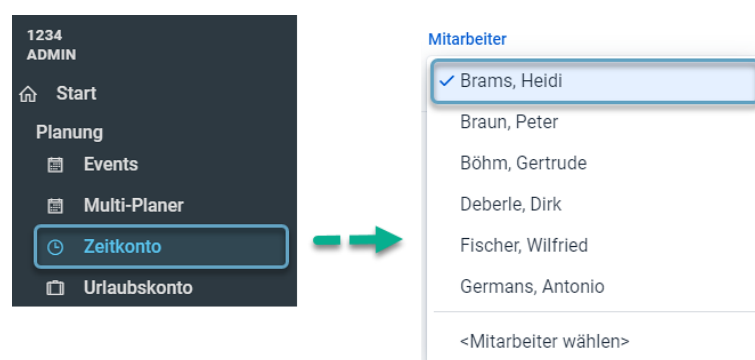 1234
ADMIN
Start
Planung
Events
Multi-Planer
Zeitkonto
Urlaubskonto
Mitarbeiter
Brams, Heidi
Braun, Peter
Böhm, Gertrude
Deberle, Dirk
Fischer, Wilfried
Germans, Antonio
<Mitarbeiter wählen>